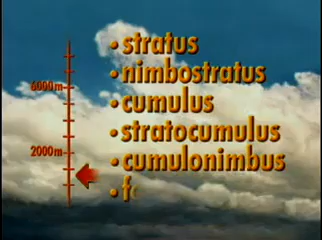 6000m
2000m
•stratus
•nimbostratus
•cumulus
•stratocumulus
•cumulonimbus